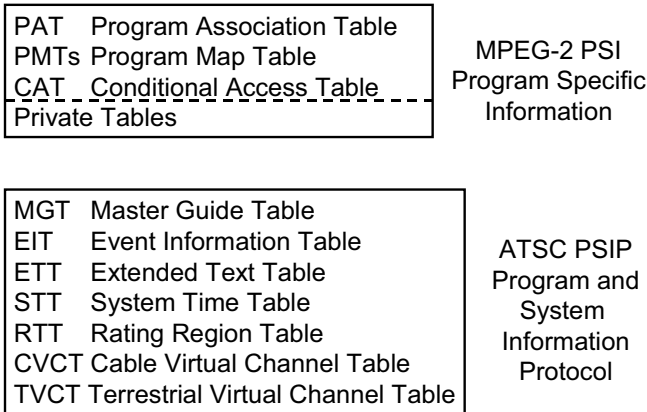 PAT Program Association Table
PMTs Program Map Table
CAT Conditional Access Table
Private Tables
MPEG-2 PSI
Program Specific
Information
MGT Master Guide Table
EIT Event Information Table
ETT Extended Text Table
STT System Time Table
RTT Rating Region Table
CVCT Cable Virtual Channel Table
TVCT Terrestrial Virtual Channel Table
ATSC PSIP
Program and
System
Information
Protocol